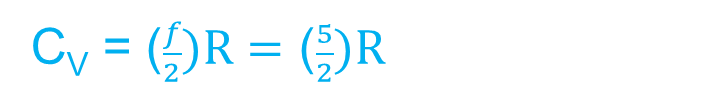 C_V = (f/2)R = (5/2)R